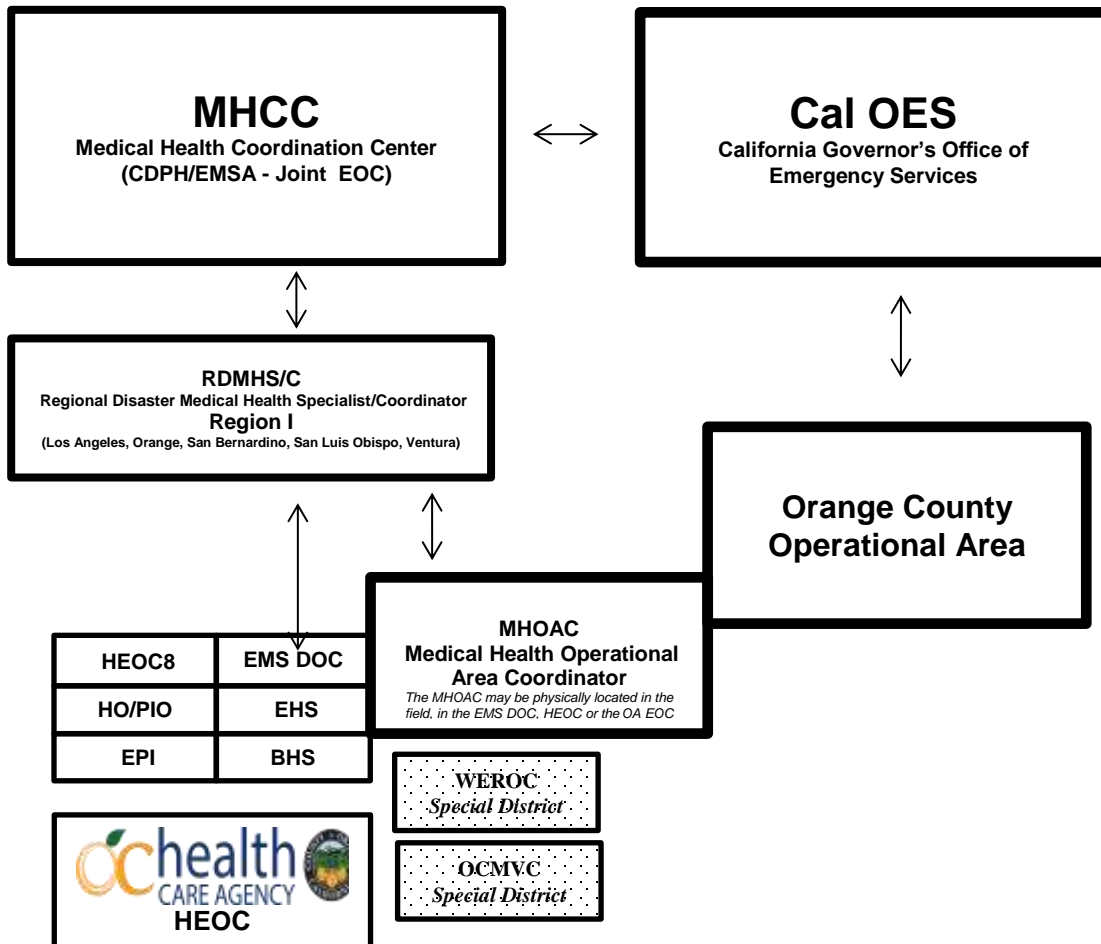 MHCC
Medical Health Coordination Center
(CDPH/EMSA - Joint EOC)
Cal OES
California Governor's Office of
Emergency Services
RDMHS/C
Regional Disaster Medical Health Specialist/Coordinator
Region I
(Los Angeles, Orange, San Bernardino, San Luis Obispo, Ventura)
Orange County
Operational Area
MHOAC
Medical Health Operational
Area Coordinator
The MHOAC may be physically located in the
field, in the EMS DOC, HEOC or the OA EOC
HEOC8
EMS DOC
HO/PIO
EHS
EPI
BHS
WEROC
Special District
OCMVC
Special District
oc health
CARE AGENCY
HEOC